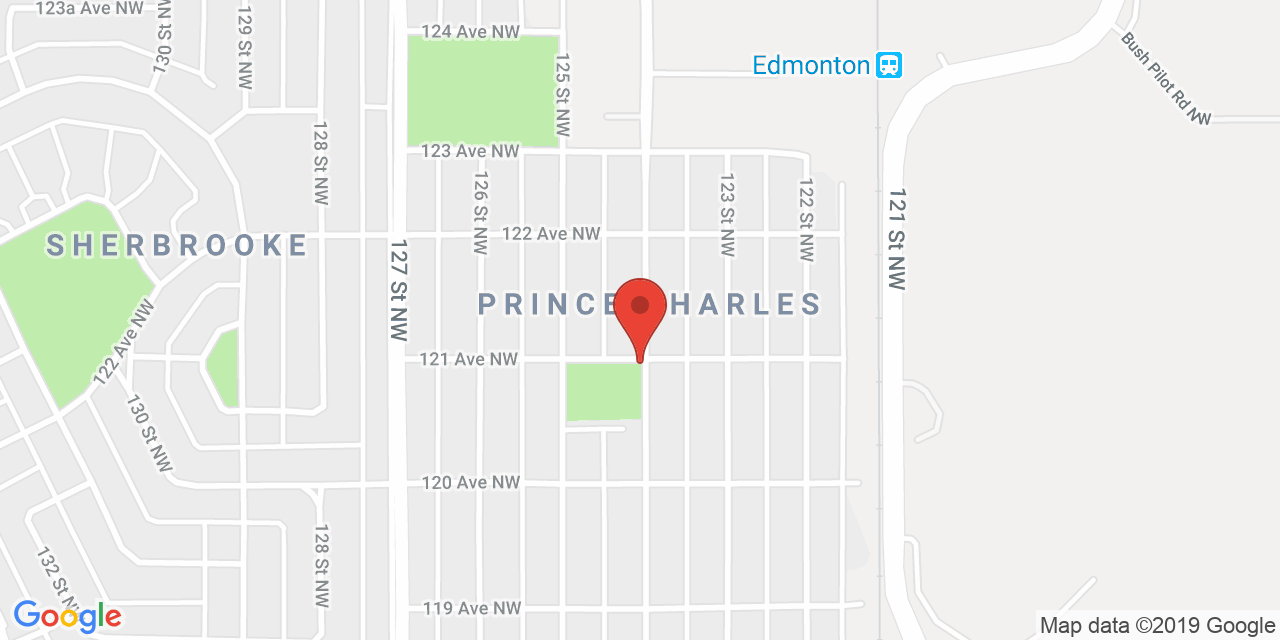 123a Ave NW
130 St NW
129 St NW
124 Ave NW
125 St NW
Edmonton
Bush Pilot Rd NW
128 St NW
123 Ave NW
126 St NW
123 St NW
122 St NW
121 St NW
SHERBROOKE
122 Ave NW
127 St NW
PRINCE HARLES
122 Ave NW
121 Ave NW
130 St NW
120 Ave NW
128 St NW
132 St NW
119 Ave NW
Google
Map data ©2019 Google